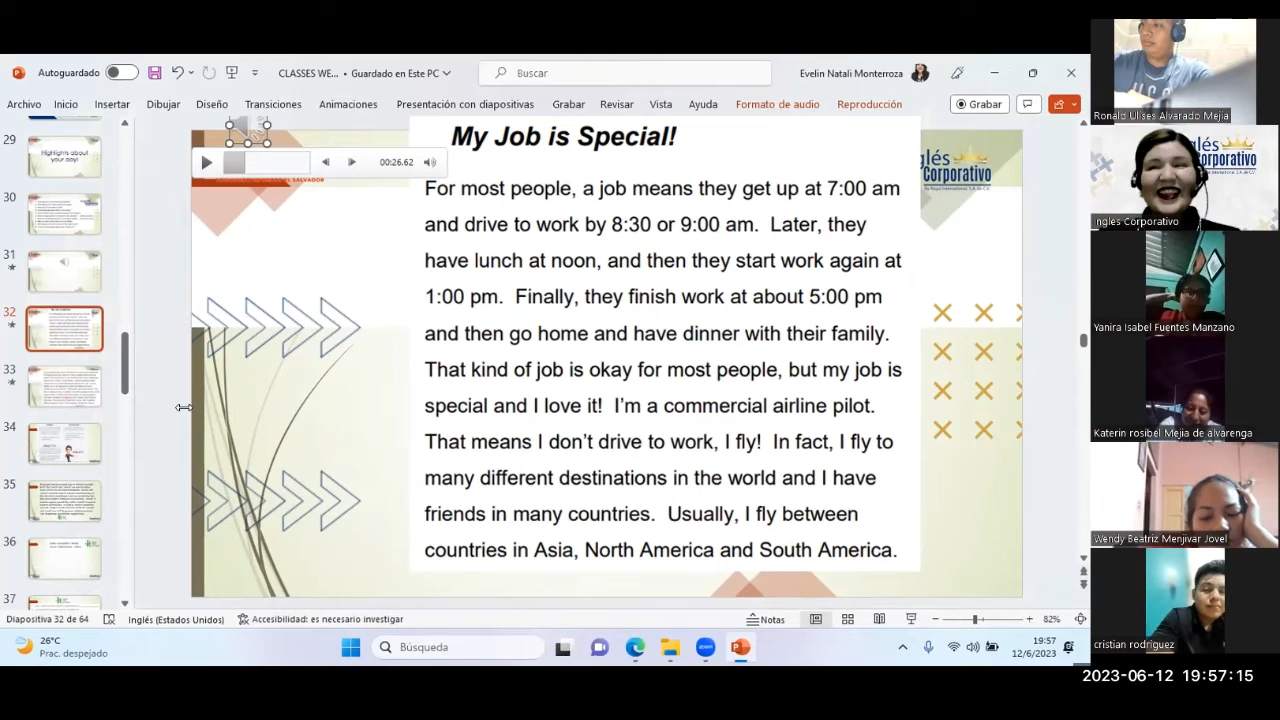 Autoguardado
CLASSES WE... • Guardado en Este PC
Buscar
Evelin Natali Monterroza
Archivo Inicio Insertar Dibujar Diseño Transiciones Animaciones Presentación con diapositivas Grabar Revisar Vista Ayuda Formato de audio Reproducción
Grabar
00:26.62
My Job is Special!
For most people, a job means they get up at 7:00 am
and drive to work by 8:30 or 9:00 am. Later, they
have lunch at noon, and then they start work again at
1:00 pm. Finally, they finish work at about 5:00 pm
and then go home and have dinner with their family.
That kind of job is okay for most people, but my job is
special and I love it! I'm a commercial airline pilot.
That means I don't drive to work, I fly! In fact, I fly to
many different destinations in the world and I have
friends in many countries. Usually, I fly between
countries in Asia, North America and South America.
Corporativo
29
Highlights about
your day!
30
31
32
33
34
35
36
37
Diapositiva 32 de 64
Inglés (Estados Unidos)
Accesibilidad: es necesario investigar
Notas
82%
26°C
Prac. despejado
Búsqueda
zoom
19:57
12/6/2023
Ronald Ulises Alvarado Mejia
glés
Corporativo
Inglés Corporativo
Yanira Isabel Fuentes Manzano
Katerin rosibel Mejia de alvarenga
Wendy Beatriz Menjivar Jovel
cristian rodriguez
2023-06-12 19:57:15